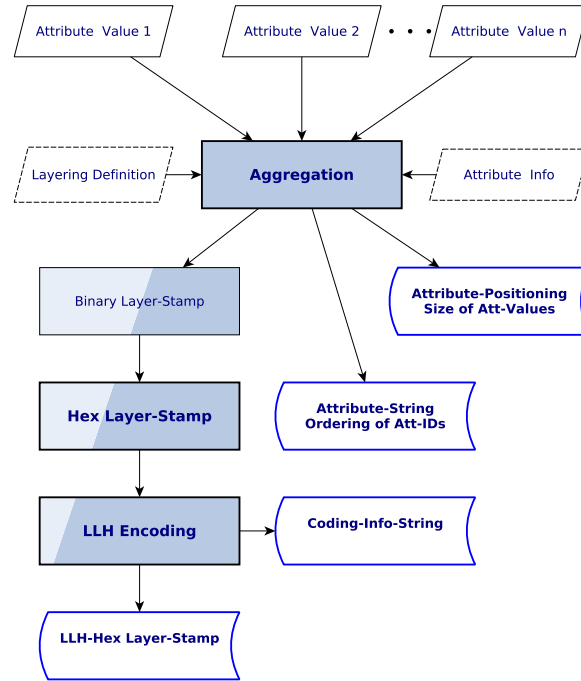 Attribute Value 1
Attribute Value 2
• • •
Attribute Value n
Layering Definition
Aggregation
Attribute Info
Binary Layer-Stamp
Attribute-Positioning
Size of Att-Values
Hex Layer-Stamp
Attribute-String
Ordering of Att-IDs
LLH Encoding
Coding-Info-String
LLH-Hex Layer-Stamp